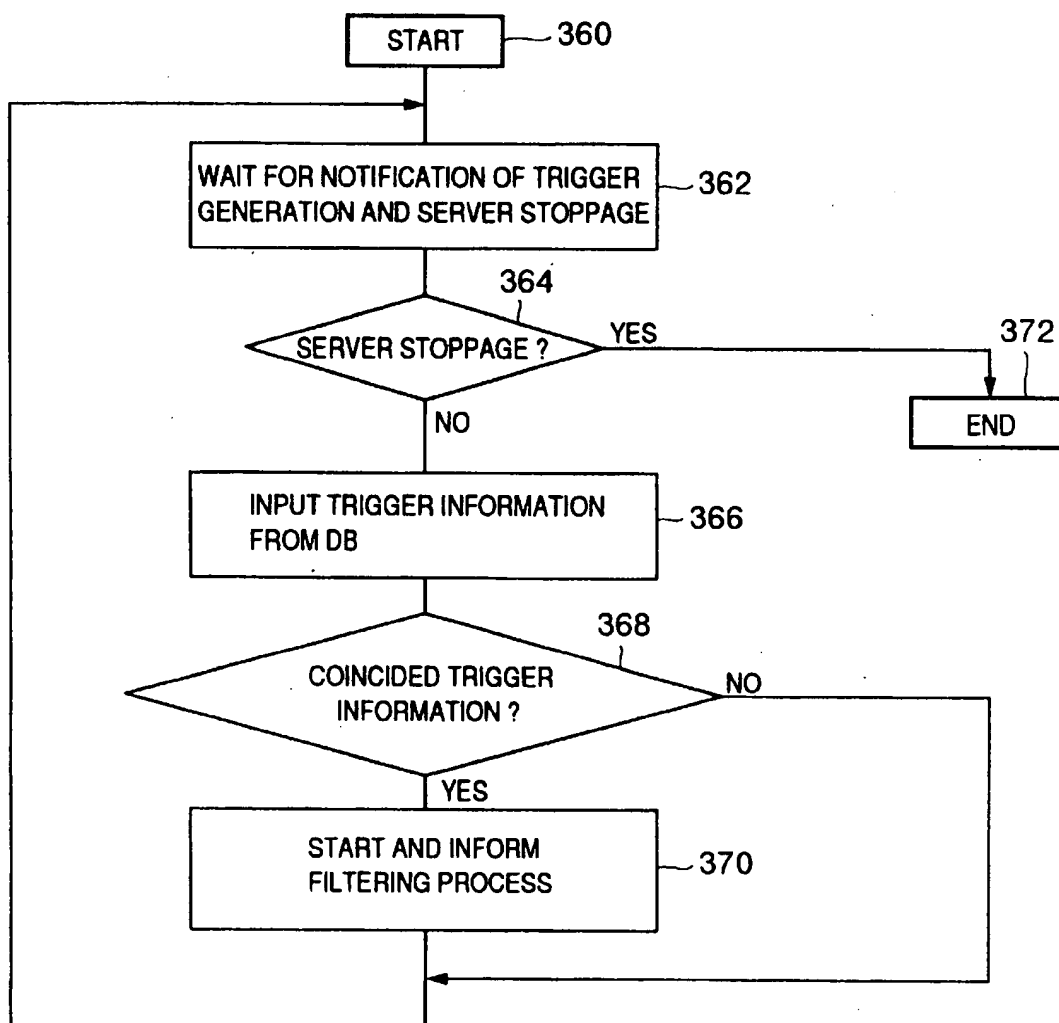 START
360
WAIT FOR NOTIFICATION OF TRIGGER
GENERATION AND SERVER STOPPAGE
362
364
SERVER STOPPAGE ?
YES
372
END
NO
INPUT TRIGGER INFORMATION
FROM DB
366
368
COINCIDED TRIGGER
INFORMATION ?
NO
YES
START AND INFORM
FILTERING PROCESS
370